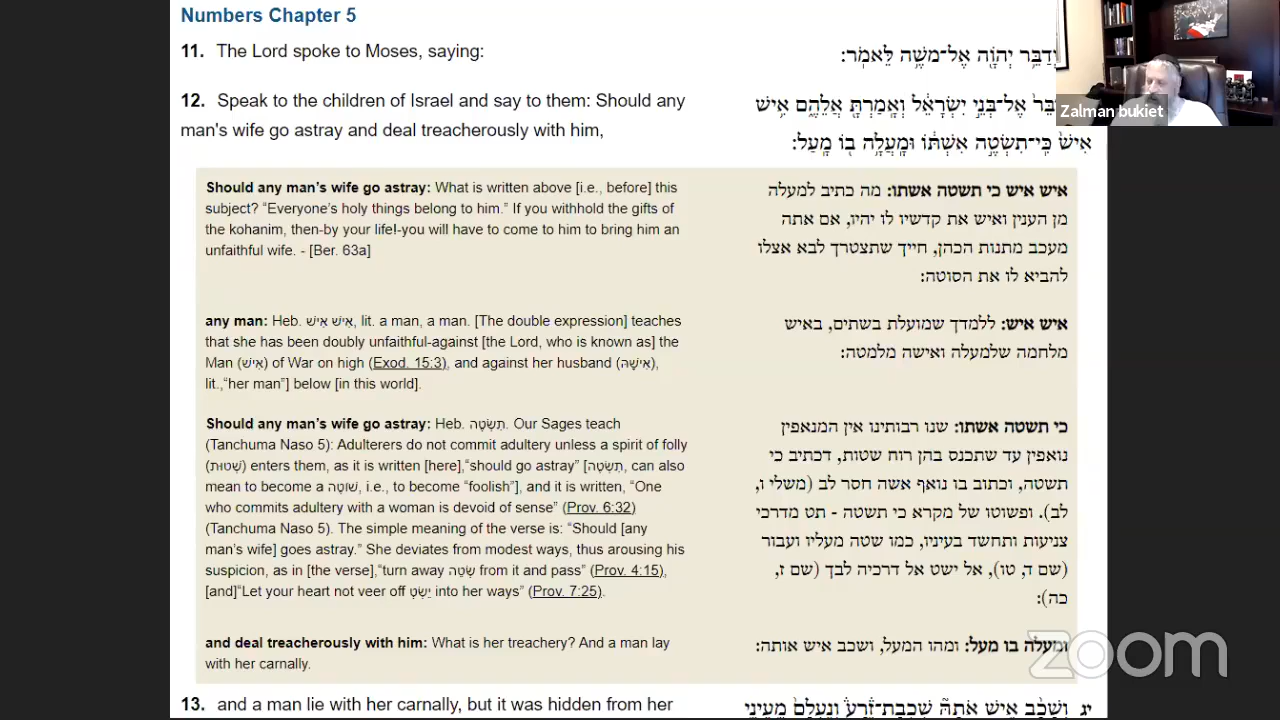 Numbers Chapter 5
11. The Lord spoke to Moses, saying:
יְהֹוָ֖ה אֶל־משֶׁ֥ה לֵּאמֹֽר:
12. Speak to the children of Israel and say to them: Should any
man's wife go astray and deal treacherously with him,
אֶל־בְּנֵ֣י יִשְׂרָאֵ֔ל וְאָֽמַרְתָּ֖ אֲלֵהֶ֑ם אִ֥ישׁ
אִישׁ֙ כִּֽי־תִשְׂטֶ֣ה אִשְׁתּ֔וֹ וּמָֽעֲלָ֥ה ב֖וֹ מָֽעַל:
Should any man's wife go astray: What is written above [i.e., before] this
subject? “Everyone's holy things belong to him.” If you withhold the gifts of
the kohanim, then-by your life!-you will have to come to him to bring him an
unfaithful wife. - [Ber. 63a]
איש איש כי תשטה אשתו: מה כתיב למעלה
מן הענין ואיש את קדשיו לו יהיו, אם אתה
מעכב מתנות הכהן, חייך שתצטרך לבא אצלו
להביא לו את הסוטה:
any man: Heb. אִישׁ אִישׁ, lit. a man, a man. [The double expression] teaches
that she has been doubly unfaithful-against [the Lord, who is known as] the
Man (אִישׁ) of War on high (Exod. 15:3), and against her husband (אִישָׁהּ),
lit.,“her man”] below [in this world].
איש איש: ללמדך שמועלת בשתים, באיש
מלחמה שלמעלה ואישה מלמטה:
Should any man's wife go astray: Heb. תִשְׂטֶה. Our Sages teach
(Tanchuma Naso 5): Adulterers do not commit adultery unless a spirit of folly
(שְׁטוּת) enters them, as it is written [here],“should go astray” [תִשְׂטֶה, can also
mean to become a שׁוֹטָה, i.e., to become “foolish”], and it is written, “One
who commits adultery with a woman is devoid of sense” (Prov. 6:32)
(Tanchuma Naso 5). The simple meaning of the verse is: “Should [any
man's wife] goes astray.” She deviates from modest ways, thus arousing his
suspicion, as in [the verse],“turn away שְׂטֵה from it and pass” (Prov. 4:15),
[and]“Let your heart not veer off יֵשְׂטְ into her ways” (Prov. 7:25).
כי תשטה אשתו: שנו רבותינו אין המנאפין
נואפין עד שתכנס בהן רוח שטות, דכתיב כי
תשטה, וכתוב בו נואף אשה חסר לב (משלי ו,
לב). ופשוטו של מקרא כי תשטה - תט מדרכי
צניעות ותחשד בעיניו, כמו שטה מעליו ועבור
(שם ד, טו), אל ישט אל דרכיה לבך (שם ז,
כה):
and deal treacherously with him: What is her treachery? And a man lay
with her carnally.
ומעלה בו מעל: ומהו המעל, ושכב איש אותה:
13. and a man lie with her carnally, but it was hidden from her
יג וְשָׁכַ֨ב אִ֣ישׁ אֹתָהּ֘ שִׁכְבַת־זֶ֒רַע֒ וְנֶעְלַם֙ מֵֽעֵינֵ֣י
Zalman bukiet
zoom